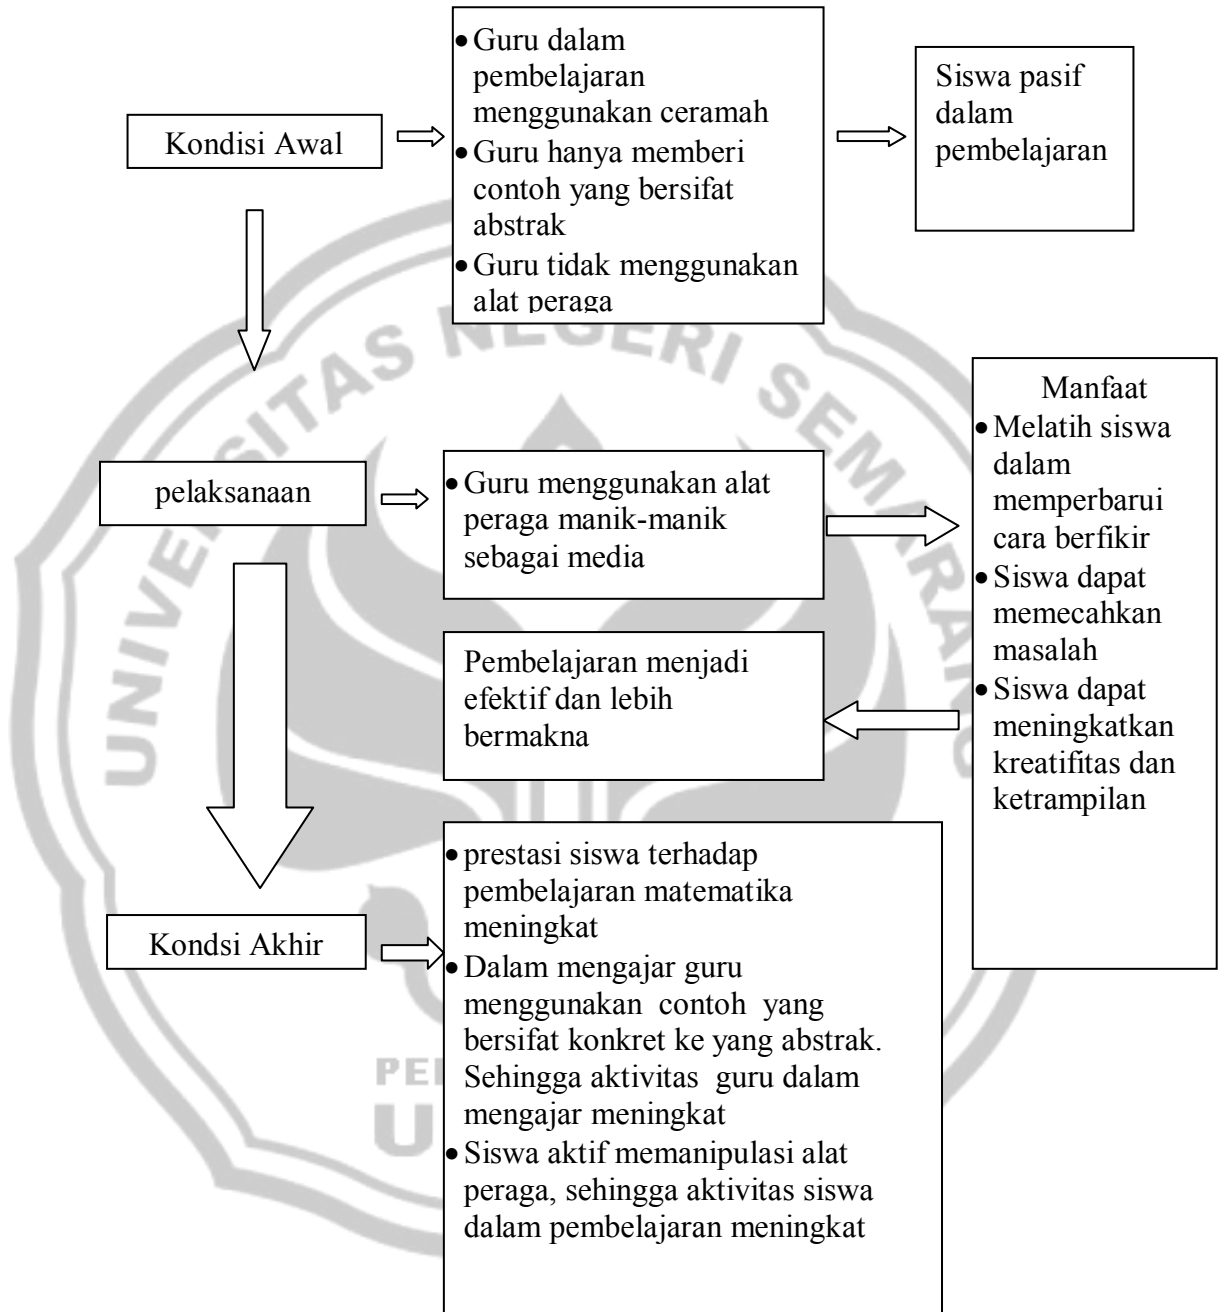 Kondisi Awal
• Guru dalam
pembelajaran
menggunakan ceramah
• Guru hanya memberi
contoh yang bersifat
abstrak
• Guru tidak menggunakan
alat peraga
Siswa pasif
dalam
pembelajaran
pelaksanaan
• Guru menggunakan alat
peraga manik-manik
sebagai media
Manfaat
• Melatih siswa
dalam
memperbarui
cara berfikir
• Siswa dapat
memecahkan
masalah
• Siswa dapat
meningkatkan
kreatifitas dan
ketrampilan
Pembelajaran menjadi
efektif dan lebih
bermakna
Kondsi Akhir
• prestasi siswa terhadap
pembelajaran matematika
meningkat
• Dalam mengajar guru
menggunakan contoh yang
bersifat konkret ke yang abstrak.
Sehingga aktivitas guru dalam
mengajar meningkat
• Siswa aktif memanipulasi alat
peraga, sehingga aktivitas siswa
dalam pembelajaran meningkat
UNIVERSITAS NEGERI SEMARANG